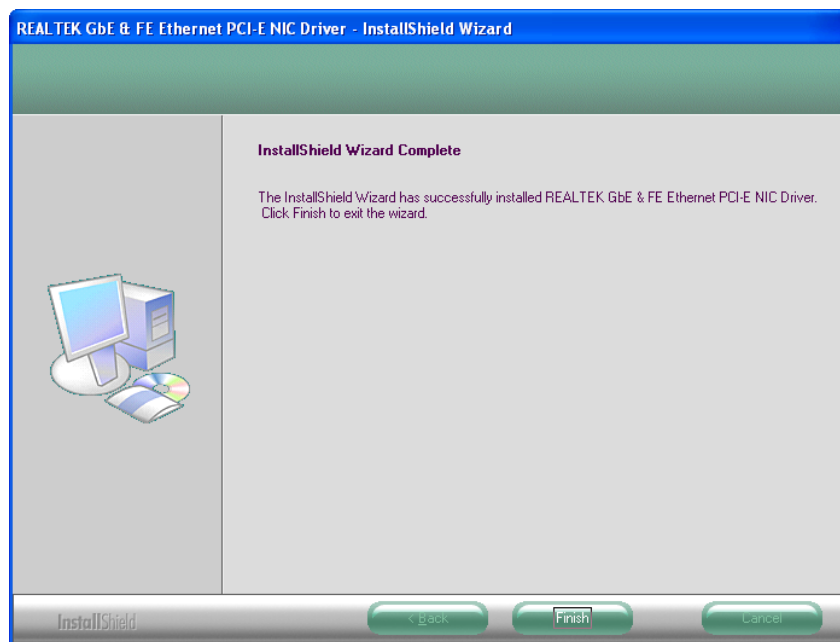 REALTEK GbE & FE Ethernet PCI-E NIC Driver - InstallShield Wizard
InstallShield Wizard Complete
The InstallShield Wizard has successfully installed REALTEK GbE & FE Ethernet PCI-E NIC Driver.
Click Finish to exit the wizard.
InstallShield
< Back
Finish
Cancel